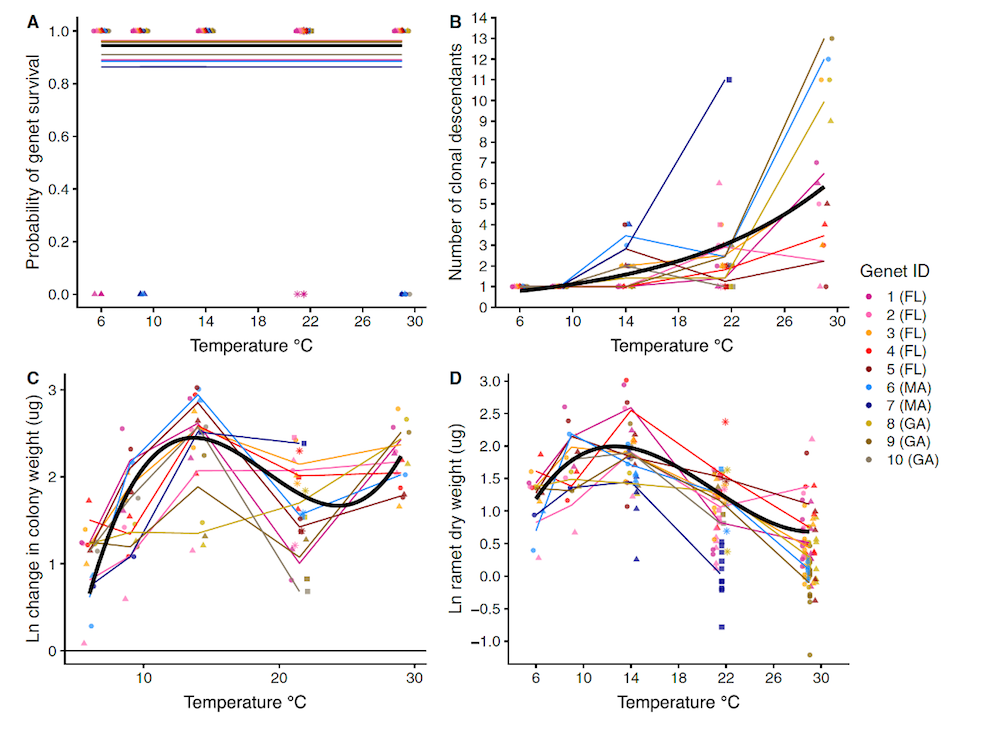 A
Probability of genet survival
1.0
0.8
0.6
0.4
0.2
0.0
6 10 14 18 22 26 30
Temperature °C
B
Number of clonal descendants
14
13
12
11
10
9
8
7
6
5
4
3
2
1
0
6 10 14 18 22 26 30
Temperature °C
C
Ln change in colony weight (ug)
3
2
1
0
10 20 30
Temperature °C
D
Ln ramet dry weight (ug)
3.0
2.5
2.0
1.5
1.0
0.5
0.0
−0.5
−1.0
6 10 14 18 22 26 30
Temperature °C
Genet ID
1 (FL)
2 (FL)
3 (FL)
4 (FL)
5 (FL)
6 (MA)
7 (MA)
8 (GA)
9 (GA)
10 (GA)